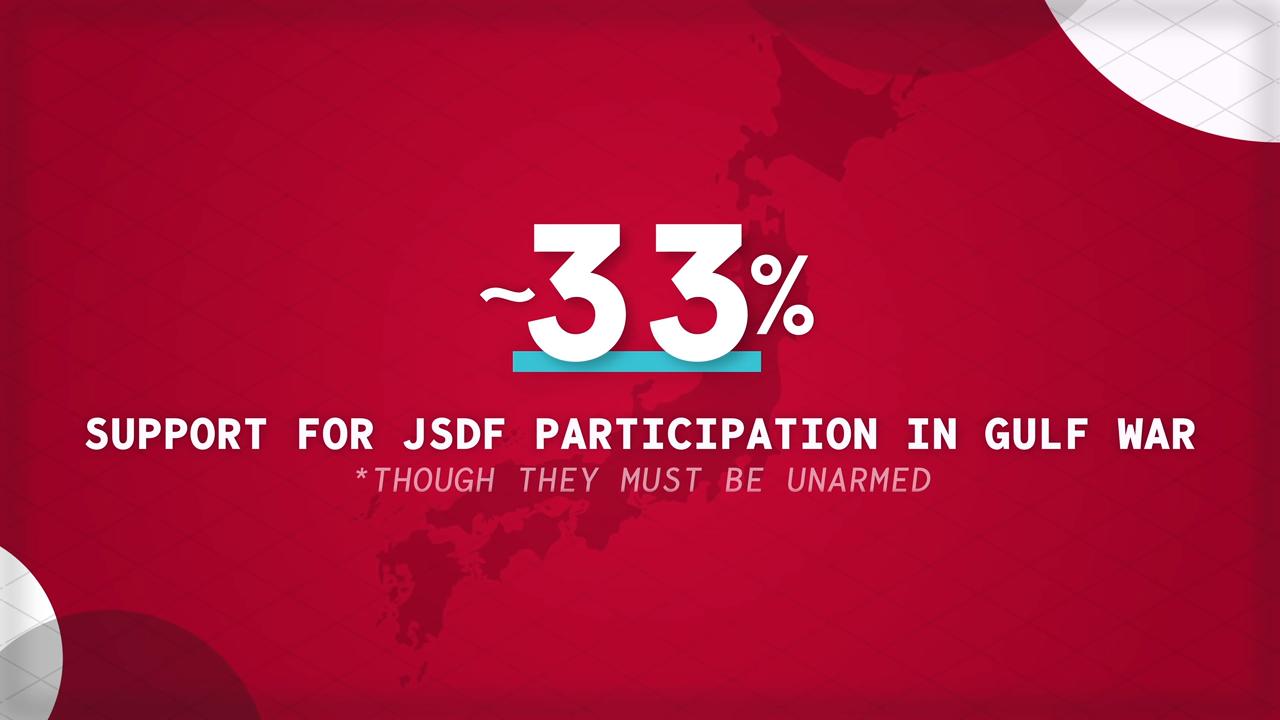 ~33%
SUPPORT FOR JSDF PARTICIPATION IN GULF WAR
*THOUGH THEY MUST BE UNARMED